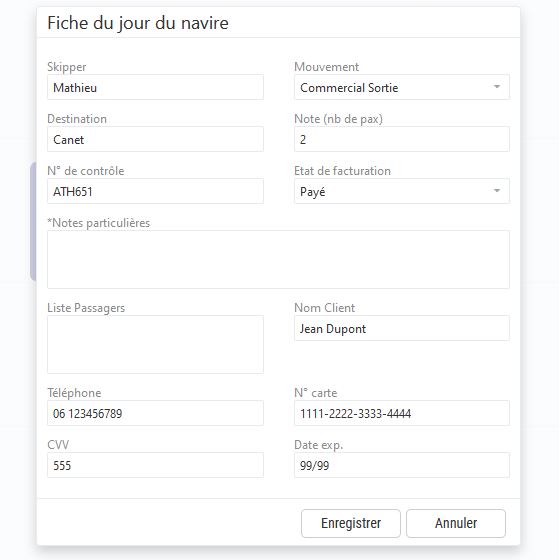 Fiche du jour du navire
Skipper Mouvement
Mathieu Commercial Sortie
Destination Note (nb de pax)
Canet 2
N° de contrôle Etat de facturation
ATH651 Payé
*Notes particulières
Liste Passagers Nom Client
Jean Dupont
Téléphone N° carte
06 123456789 1111-2222-3333-4444
CVV Date exp.
555 99/99
Enregistrer Annuler